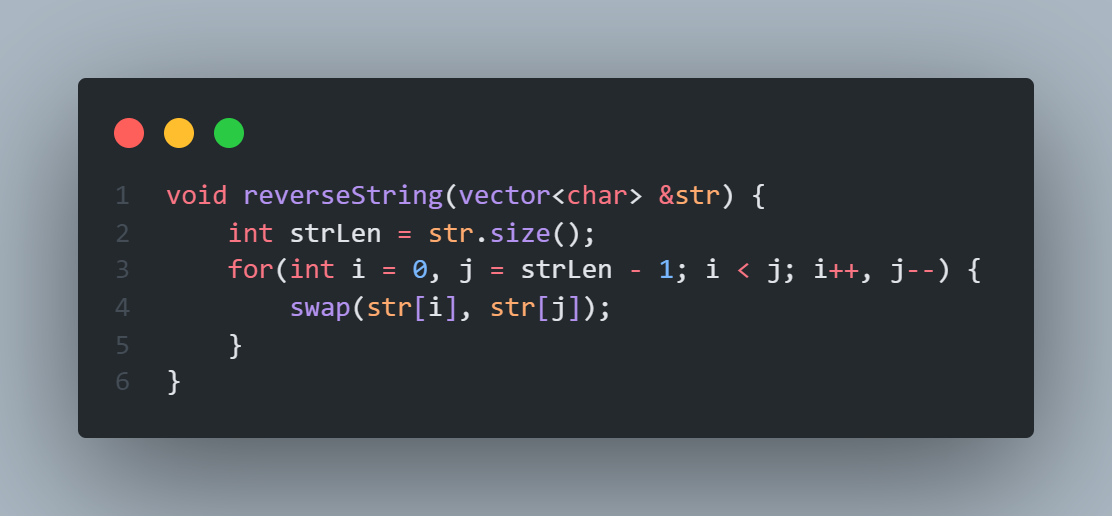 1 void reverseString(vector<char> &str) {
2     int strLen = str.size();
3     for(int i = 0, j = strLen - 1; i < j; i++, j--) {
4         swap(str[i], str[j]);
5     }
6 }